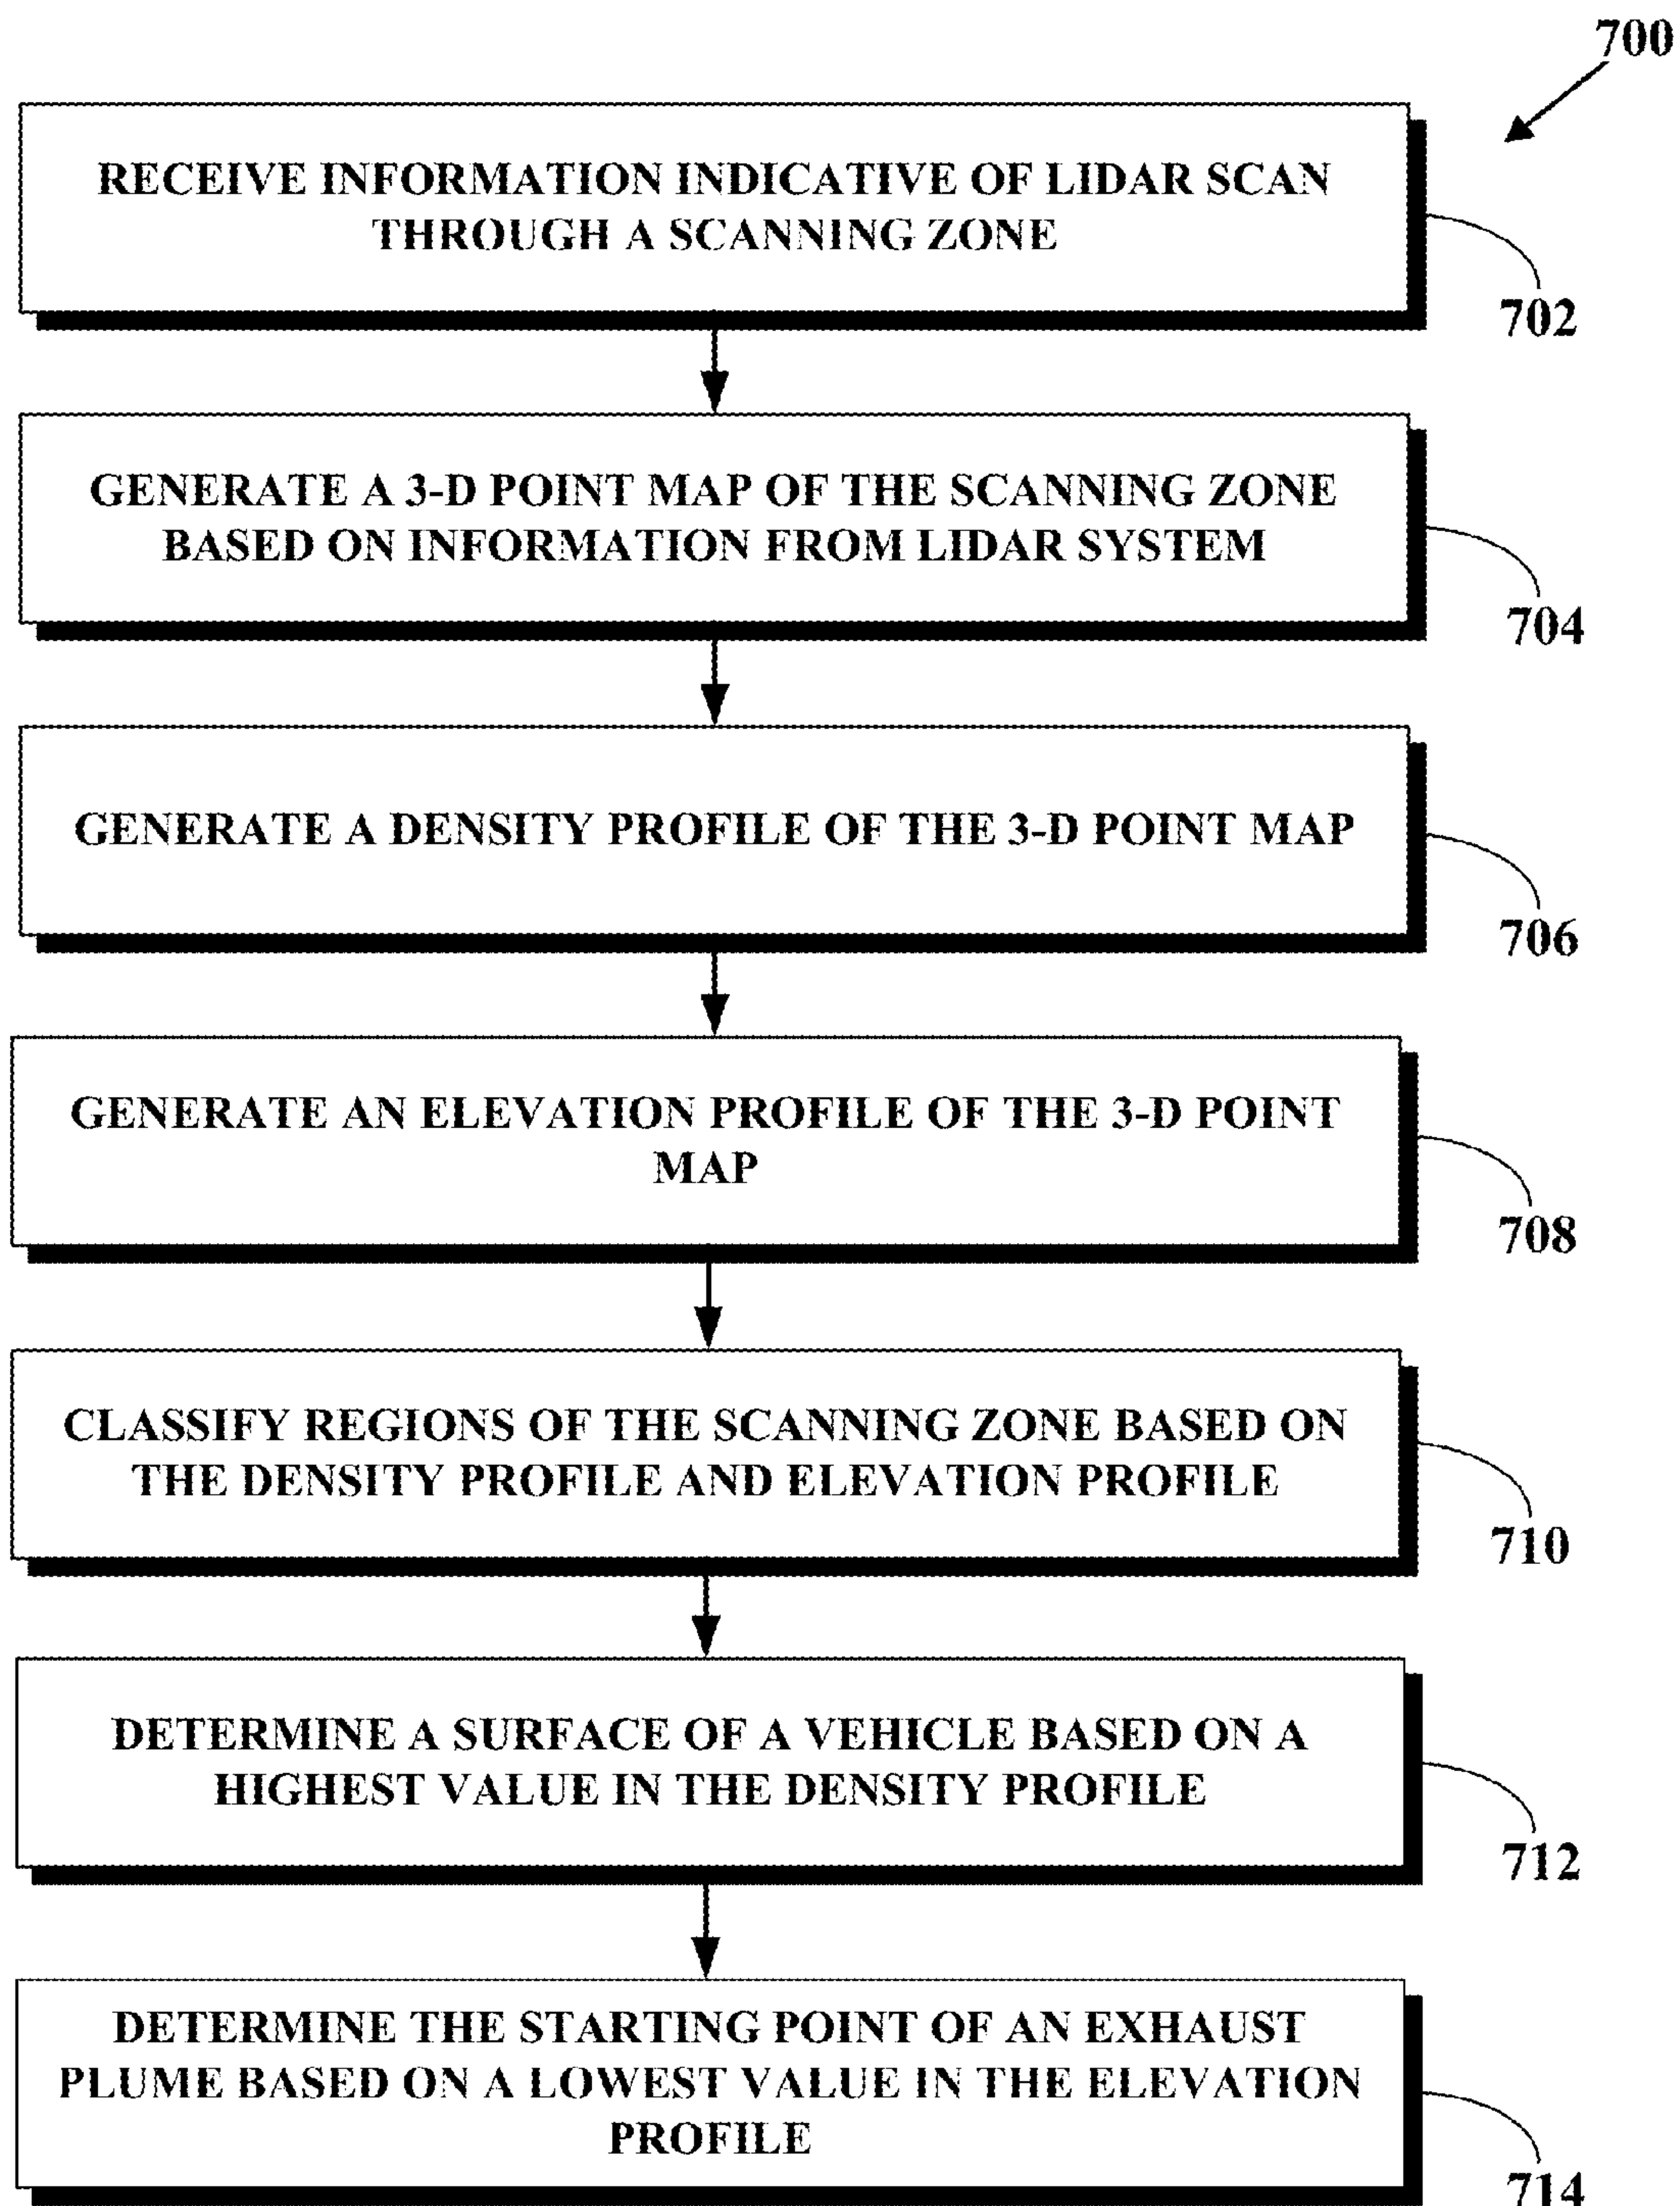 700
RECEIVE INFORMATION INDICATIVE OF LIDAR SCAN
THROUGH A SCANNING ZONE
702
GENERATE A 3-D POINT MAP OF THE SCANNING ZONE
BASED ON INFORMATION FROM LIDAR SYSTEM
704
GENERATE A DENSITY PROFILE OF THE 3-D POINT MAP
706
GENERATE AN ELEVATION PROFILE OF THE 3-D POINT
MAP
708
CLASSIFY REGIONS OF THE SCANNING ZONE BASED ON
THE DENSITY PROFILE AND ELEVATION PROFILE
710
DETERMINE A SURFACE OF A VEHICLE BASED ON A
HIGHEST VALUE IN THE DENSITY PROFILE
712
DETERMINE THE STARTING POINT OF AN EXHAUST
PLUME BASED ON A LOWEST VALUE IN THE ELEVATION
PROFILE
714